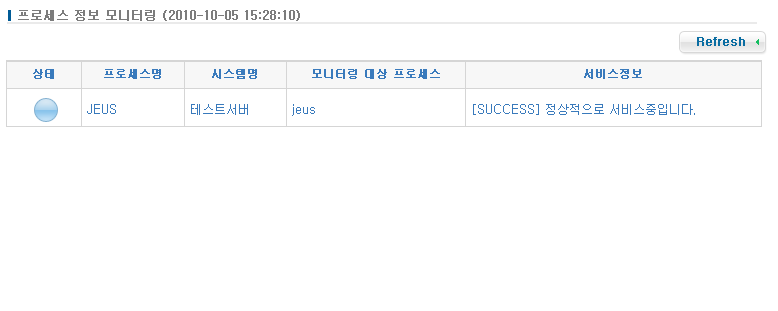 프로세스 정보 모니터링 (2010-10-05 15:28:10)
Refresh
상태 프로세스명 시스템명 모니터링 대상 프로세스 서비스정보
JEUS 테스트서버 jeus [SUCCESS] 정상적으로 서비스중입니다.